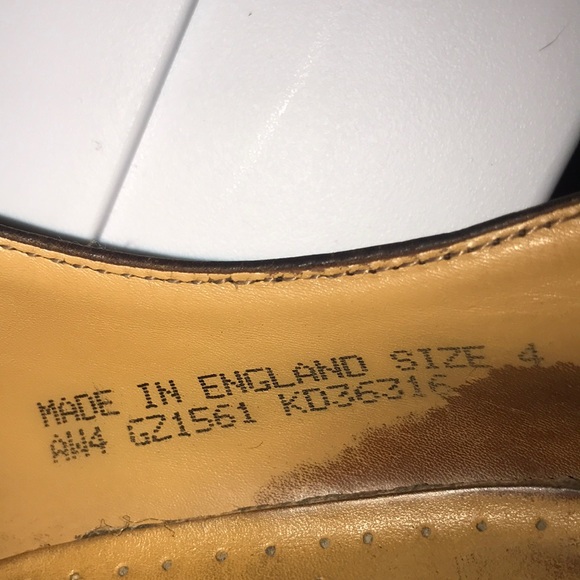 MADE IN ENGLAND SIZE 4
AW4 GZ1561 KD36316